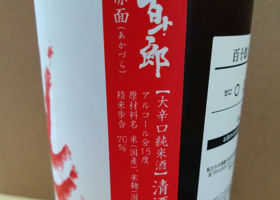 百十郎
赤面
(あかづら)
【大辛口純米酒】清酒
アルコール分15度
原材料名 米(国産)、米麹(国
精米歩合 70%
百十郎
甘口